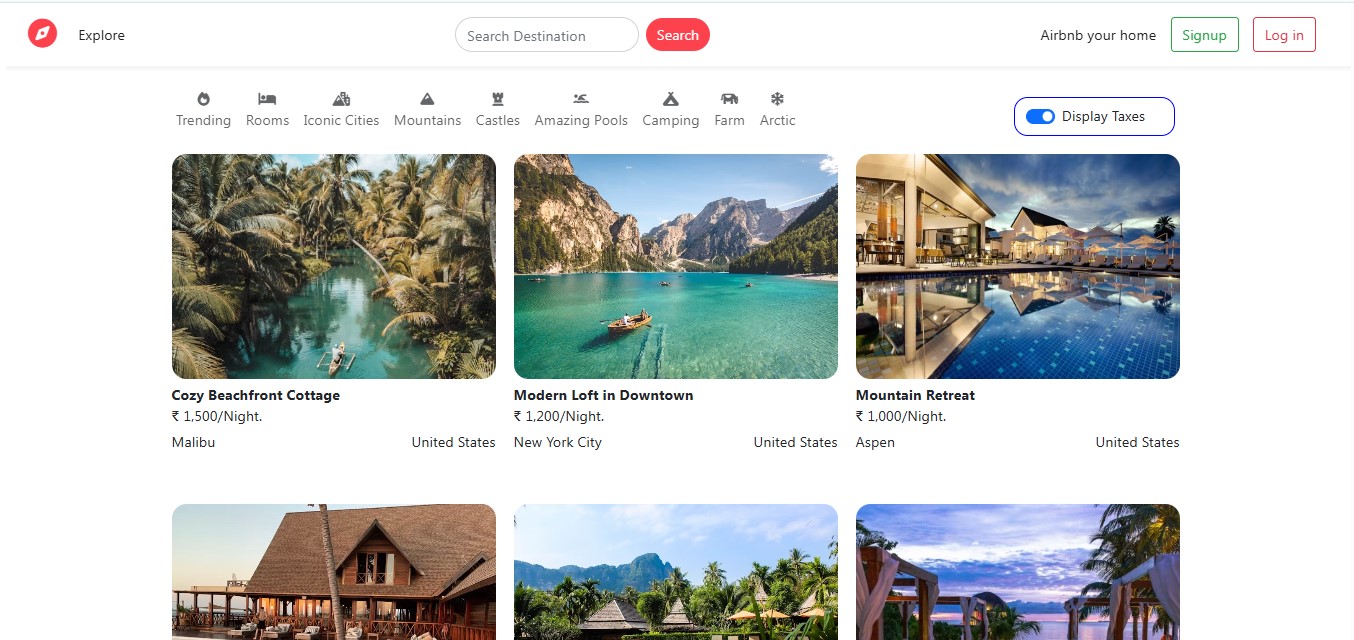 Explore
Search Destination
Search
Airbnb your home
Signup
Log in
Trending
Rooms
Iconic Cities
Mountains
Castles
Amazing Pools
Camping
Farm
Arctic
Display Taxes
Cozy Beachfront Cottage
₹ 1,500/Night.
Malibu
United States
Modern Loft in Downtown
₹ 1,200/Night.
New York City
United States
Mountain Retreat
₹ 1,000/Night.
Aspen
United States